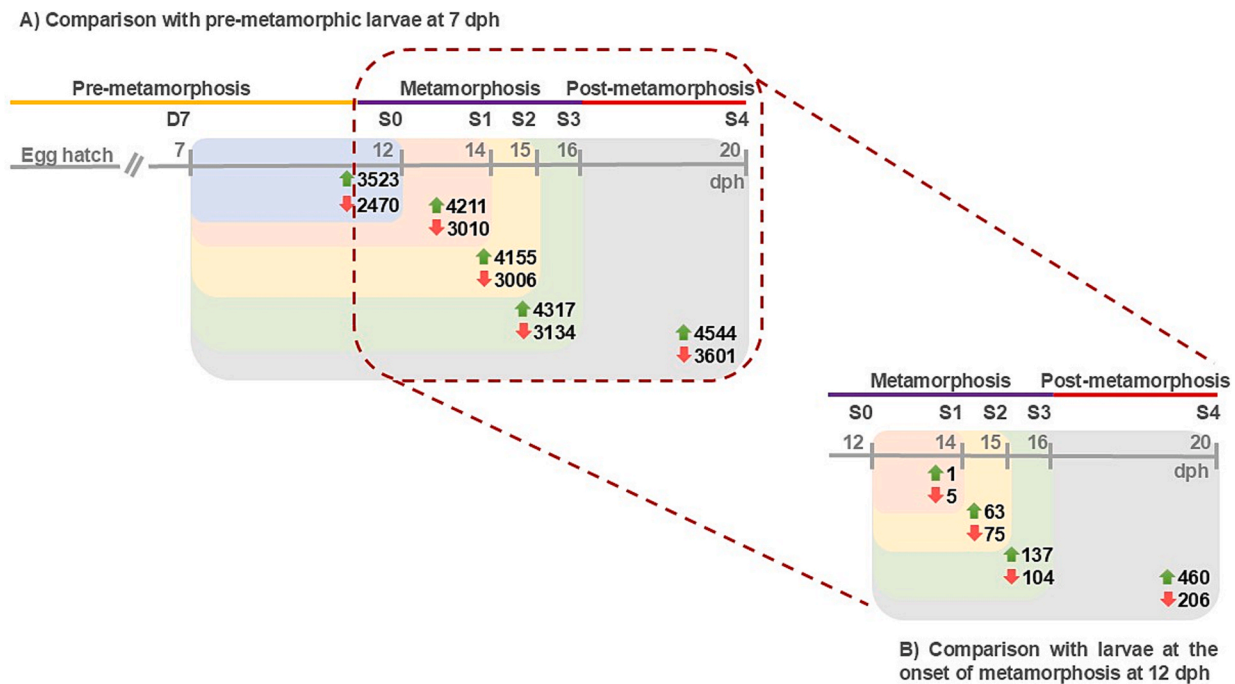 A) Comparison with pre-metamorphic larvae at 7 dph
Pre-metamorphosis Metamorphosis Post-metamorphosis
D7 S0 S1 S2 S3 S4
Egg hatch 7 12 14 15 16 20
dph
3523
2470
4211
3010
4155
3006
4317
3134
4544
3601
Metamorphosis Post-metamorphosis
S0 S1 S2 S3 S4
12 14 15 16 20
dph
1
5
63
75
137
104
460
206
B) Comparison with larvae at the
onset of metamorphosis at 12 dph